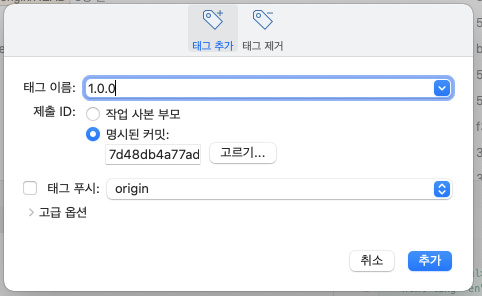 태그 추가 태그 제거
태그 이름: 1.0.0
제출 ID: 작업 사본 부모
명시된 커밋:
7d48db4a77ad 고르기...
태그 푸시: origin
고급 옵션
취소 추가